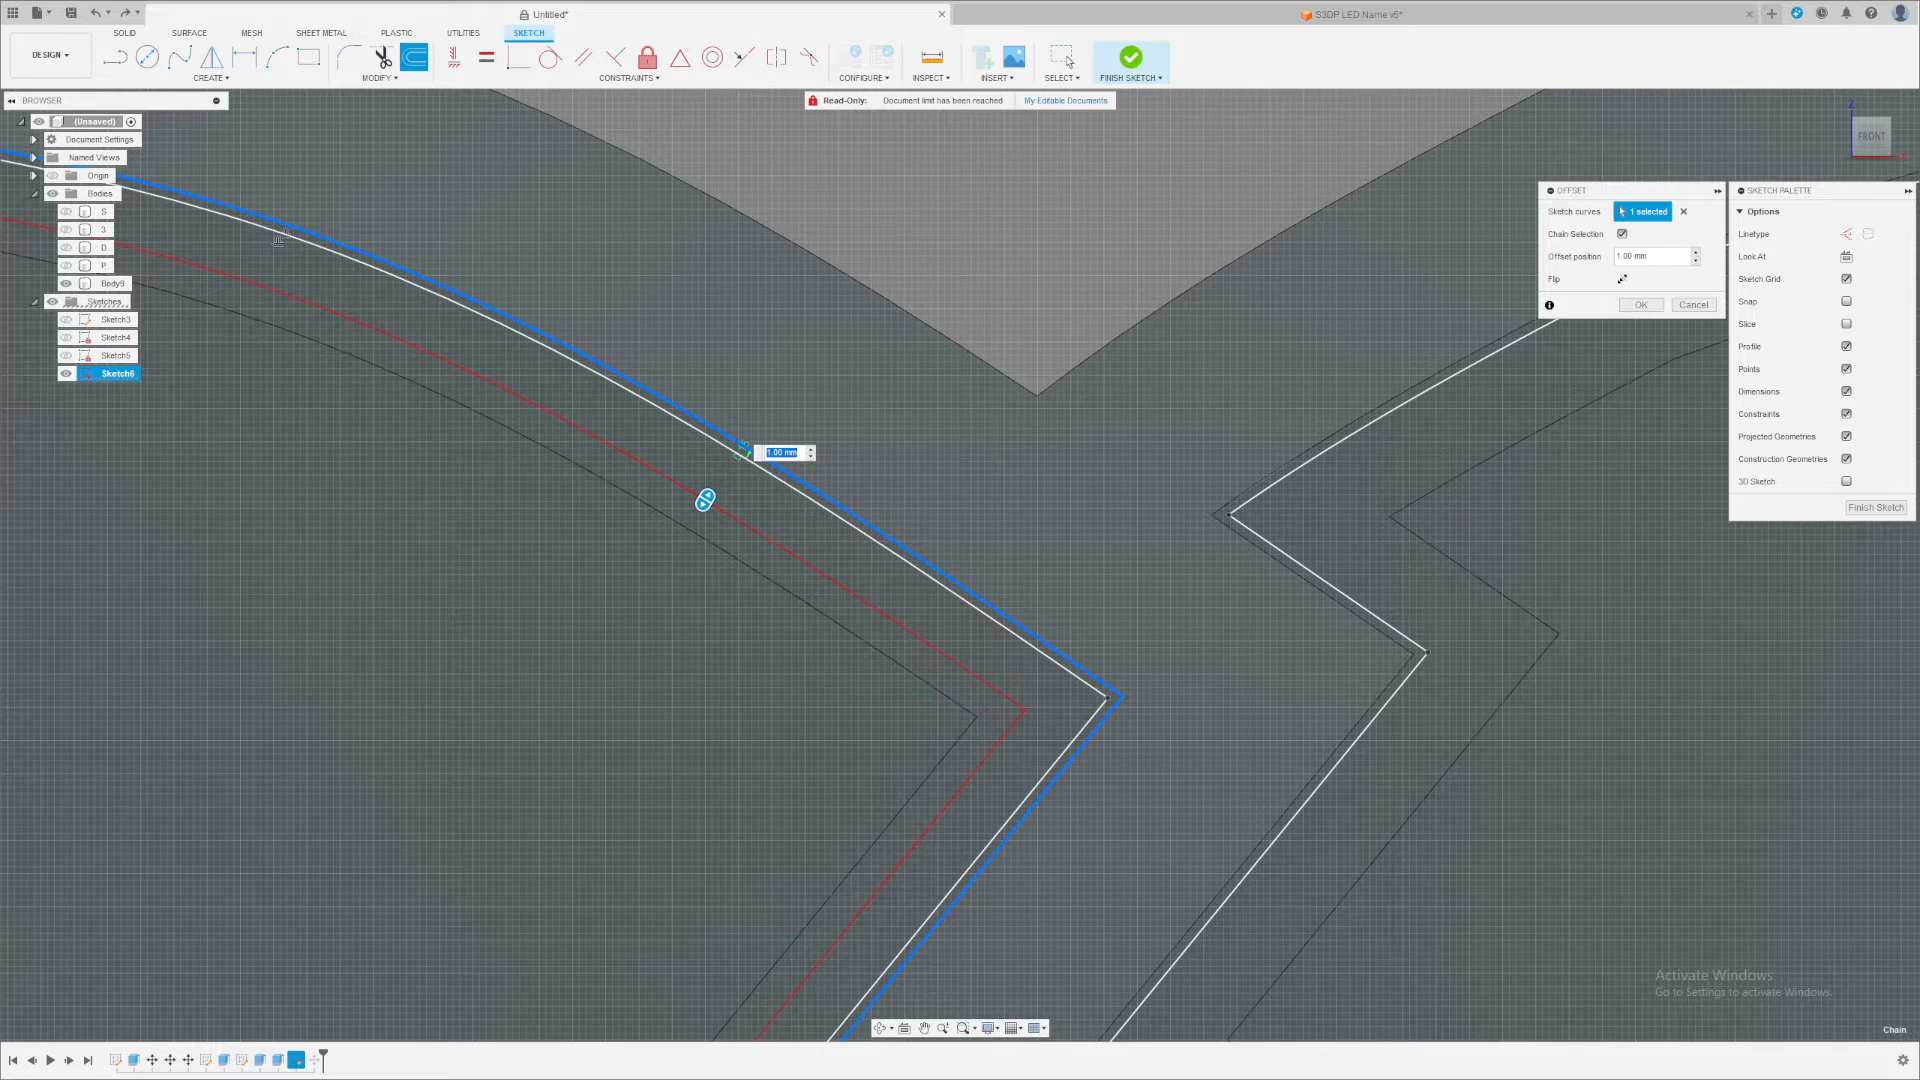 Untitled*
S3DP LED Name v5*
DESIGN
SOLID
SURFACE
MESH
SHEET METAL
PLASTIC
UTILITIES
SKETCH
CREATE
MODIFY
CONSTRAINTS
CONFIGURE
INSPECT
INSERT
SELECT
FINISH SKETCH
BROWSER
Read-Only:
Document limit has been reached
My Editable Documents
(Unsaved)
Document Settings
Named Views
Origin
Bodies
S
3
D
P
Body9
Sketches
Sketch3
Sketch4
Sketch5
Sketch6
Z
FRONT
OFFSET
Sketch curves
1 selected
Chain Selection
Offset position
1.00 mm
Flip
OK
Cancel
SKETCH PALETTE
Options
Linetype
Look At
Sketch Grid
Snap
Slice
Profile
Points
Dimensions
Constraints
Projected Geometries
Construction Geometries
3D Sketch
Finish Sketch
1.00 mm
Activate Windows
Go to Settings to activate Windows.
Chain